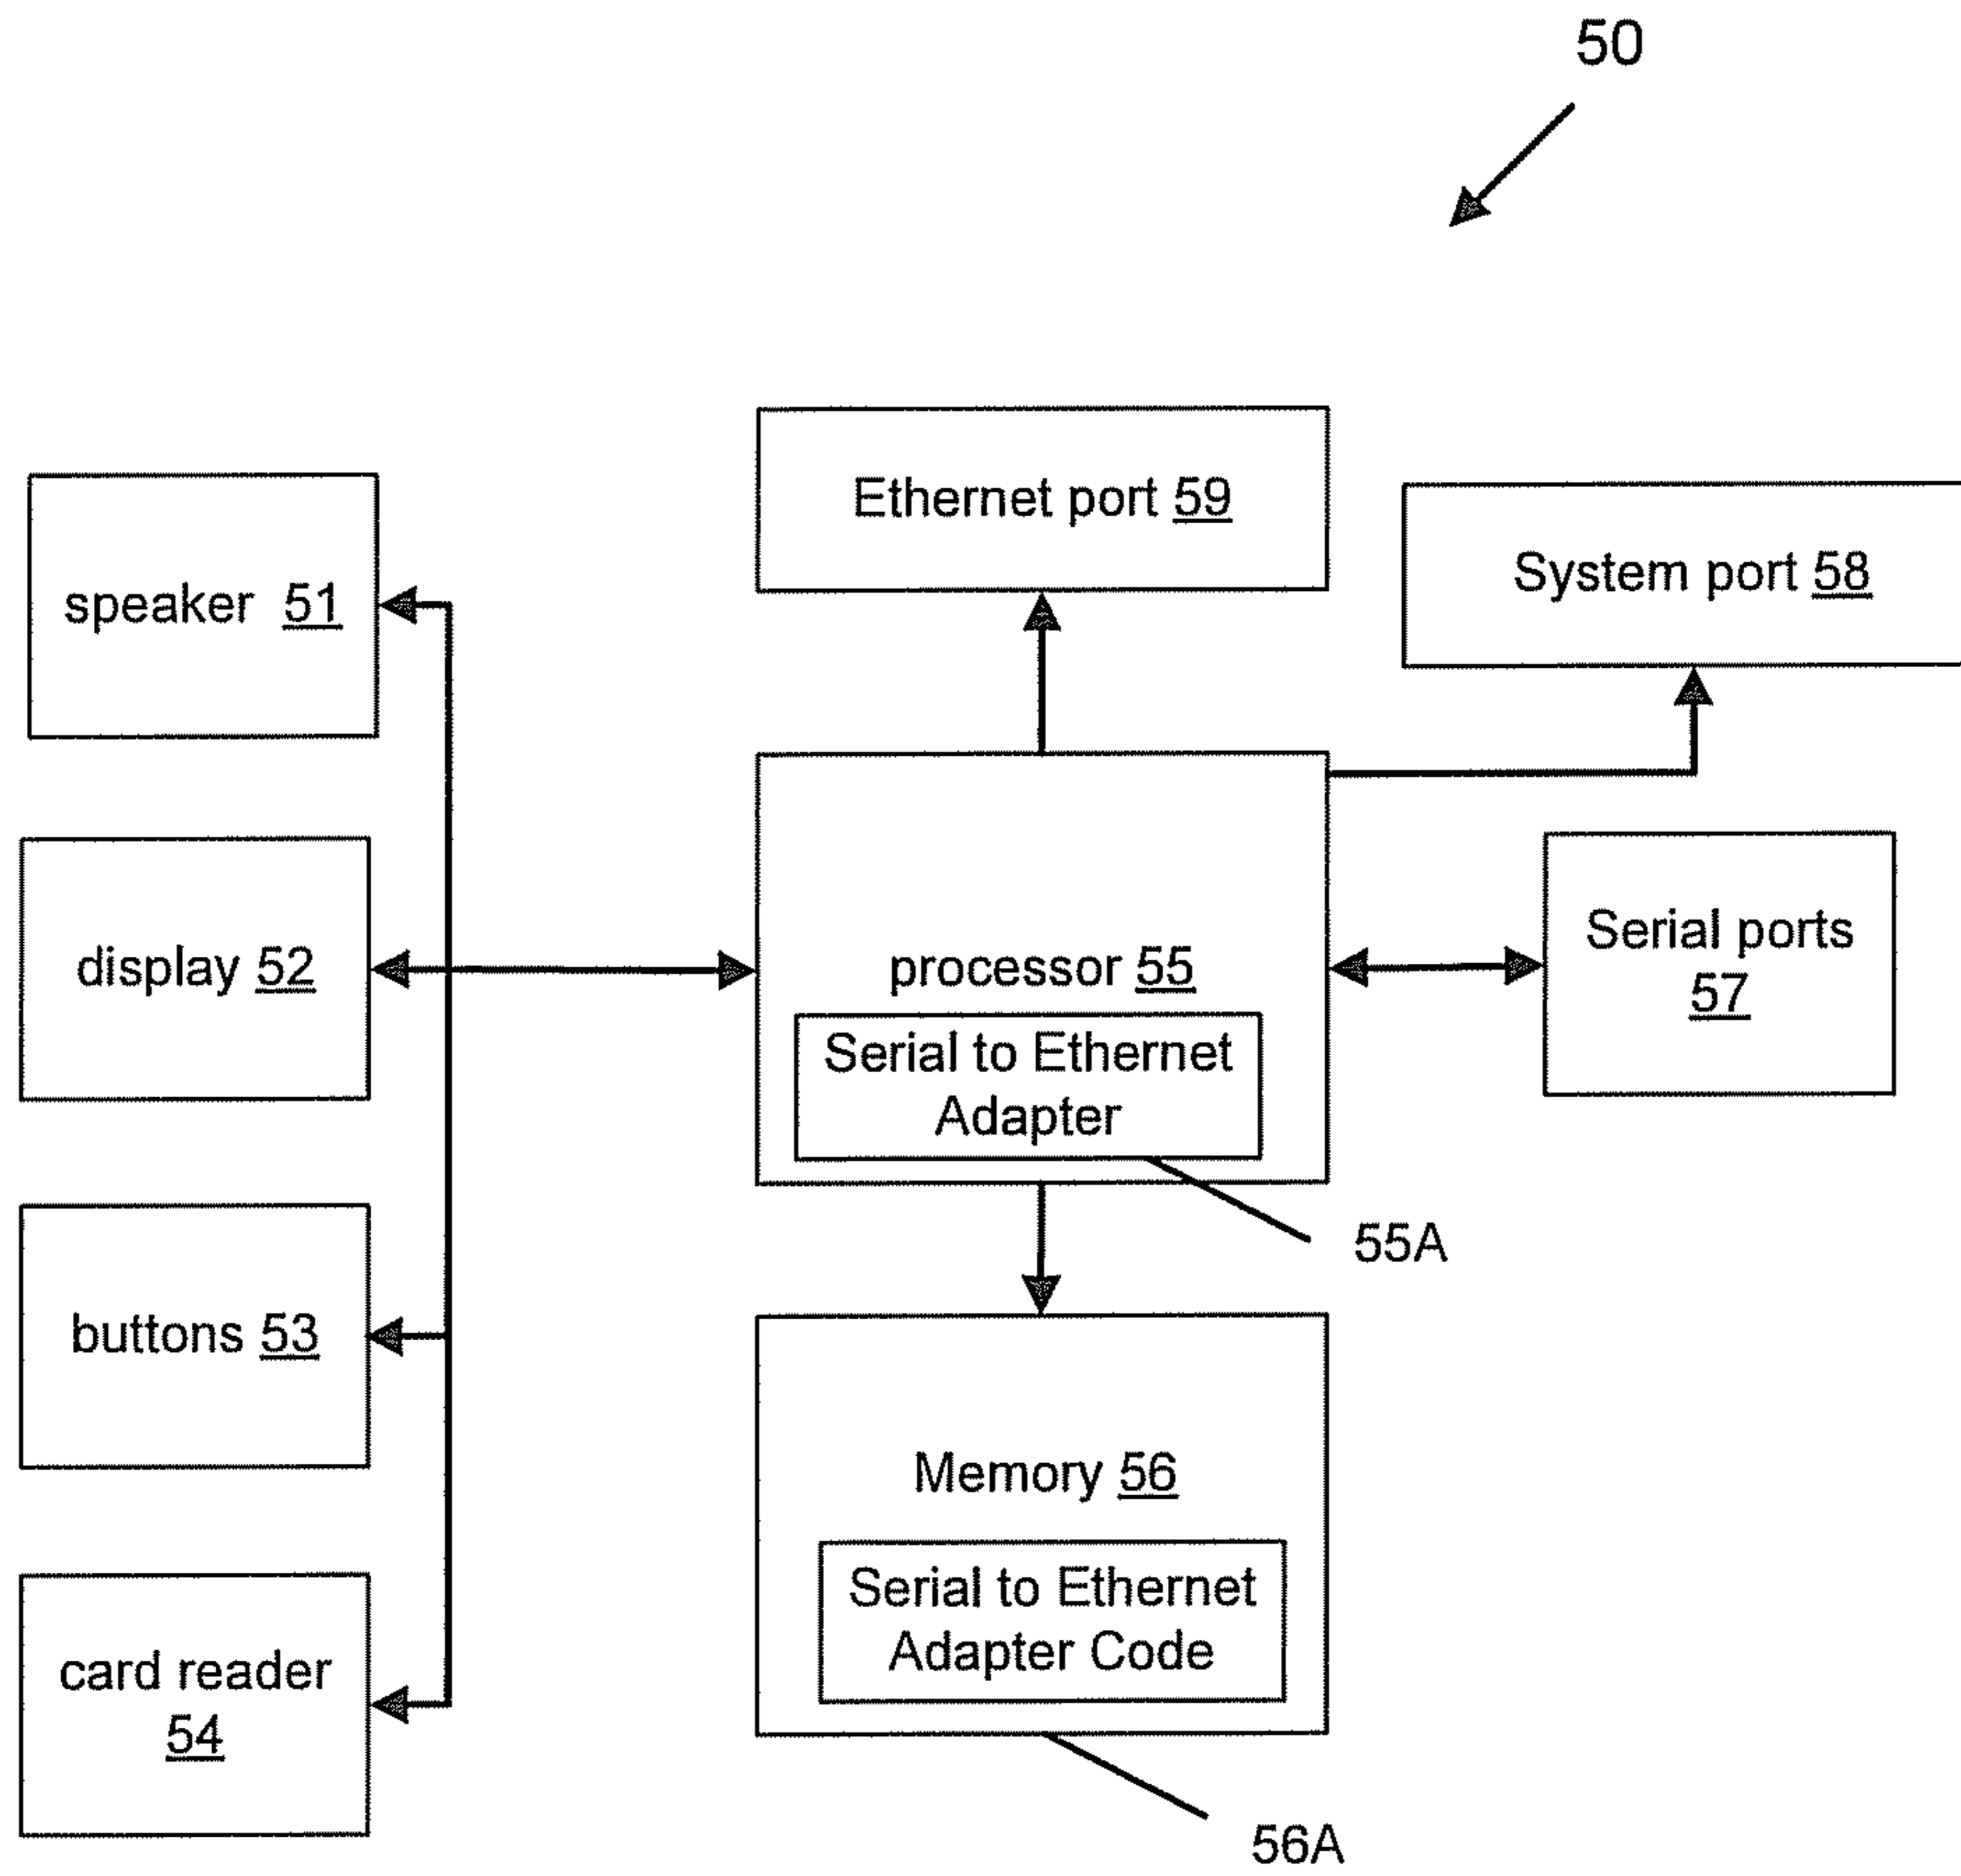 50
Ethernet port 59
System port 58
speaker 51
display 52
processor 55
Serial to Ethernet
Adapter
Serial ports
57
55A
buttons 53
Memory 56
Serial to Ethernet
Adapter Code
card reader
54
56A